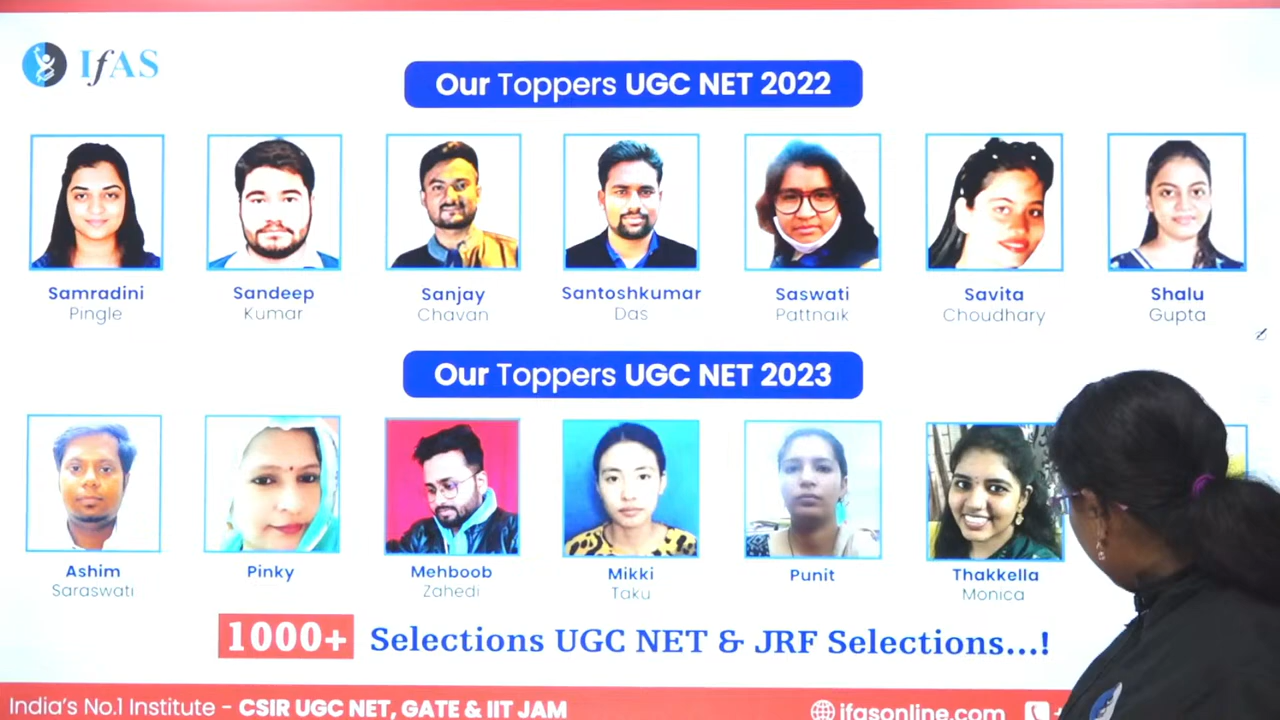 IfAS
Our Toppers UGC NET 2022
Samradini Pingle
Sandeep Kumar
Sanjay Chavan
Santoshkumar Das
Saswati Pattnaik
Savita Choudhary
Shalu Gupta
Our Toppers UGC NET 2023
Ashim Saraswati
Pinky
Mehboob Zahedi
Mikki Taku
Punit
Thakkella Monica
1000+ Selections UGC NET & JRF Selections...!
India's No.1 Institute - CSIR UGC NET, GATE & IIT JAM
ifasonline.com
+